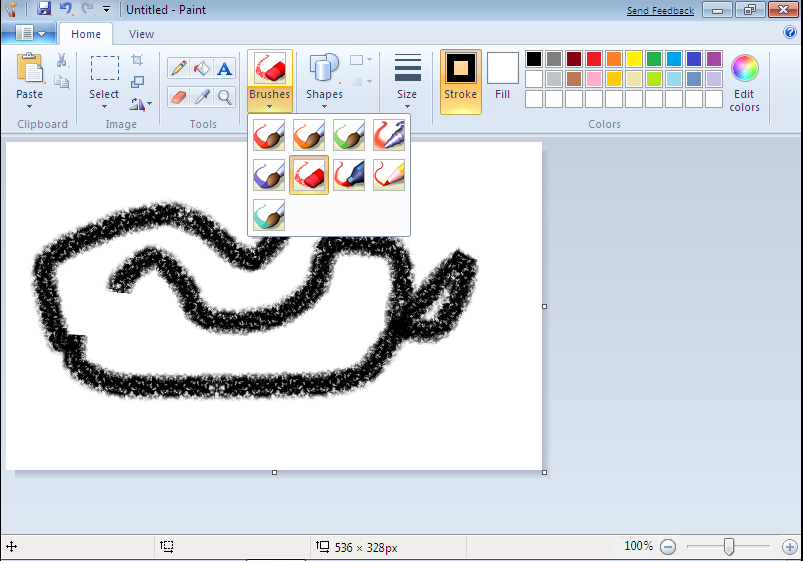 Untitled - Paint
Send Feedback
Home View
Paste Select Brushes Shapes Size Stroke Fill Edit colors
Clipboard Image Tools Colors
536 × 328px 100%